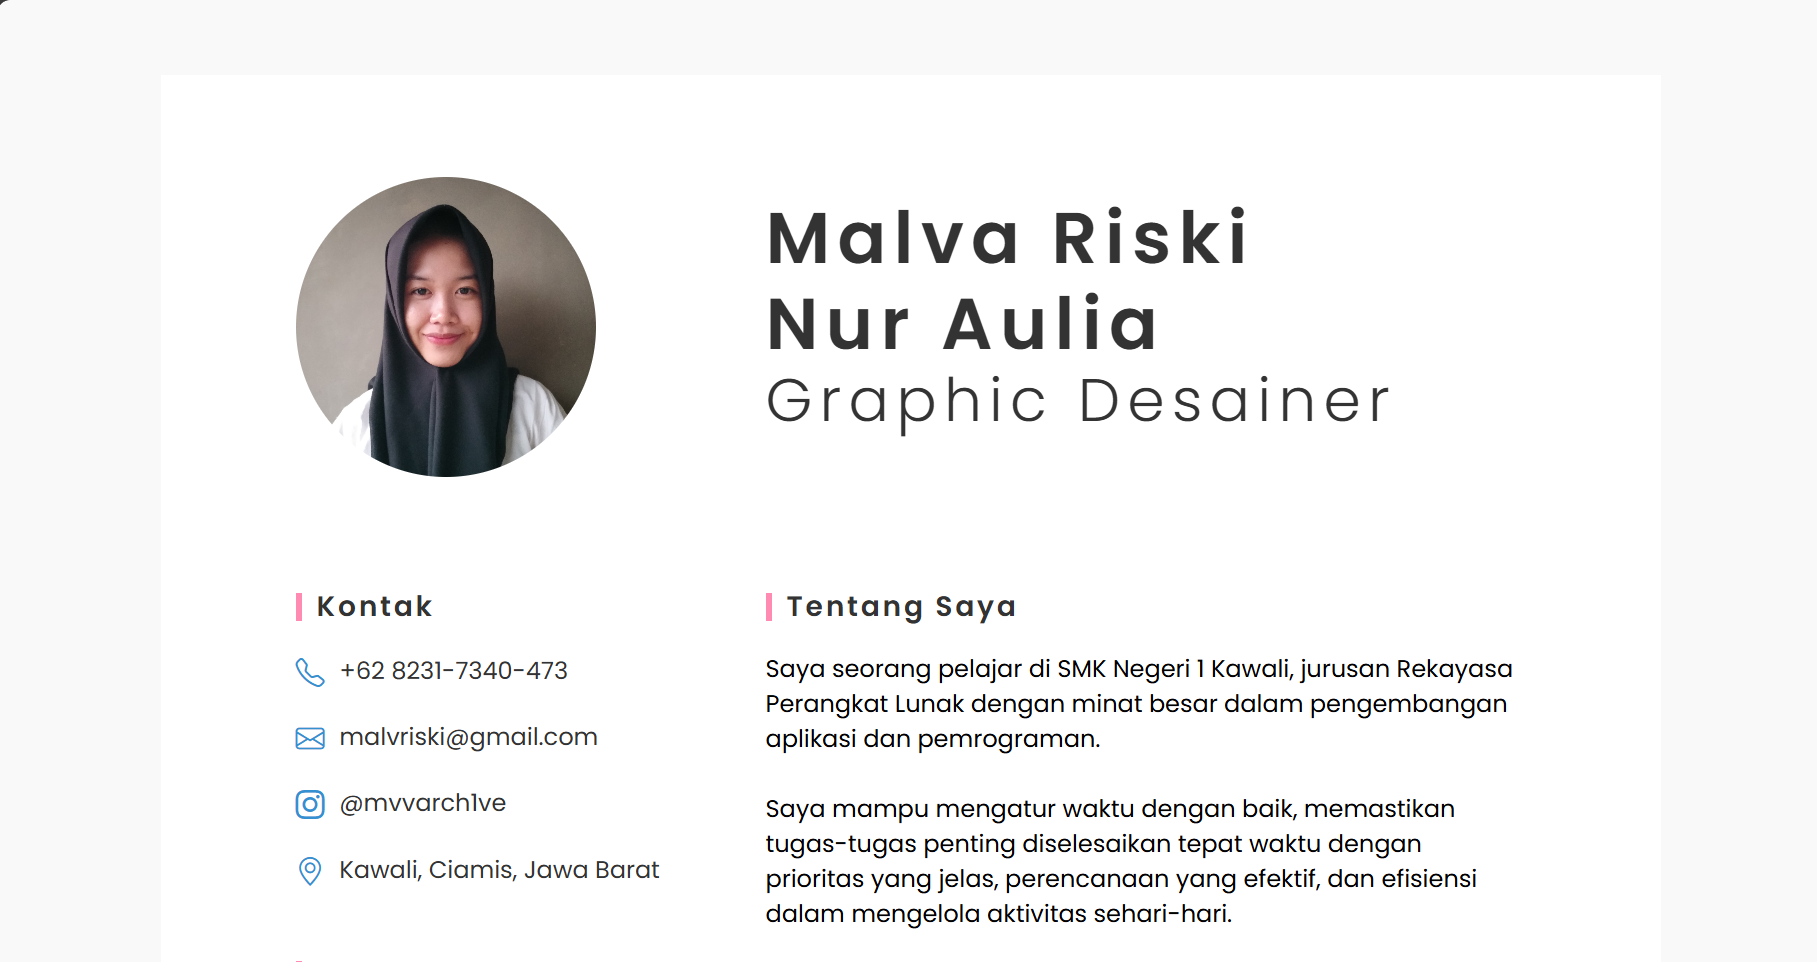 Malva Riski
Nur Aulia
Graphic Desainer
Kontak
+62 8231-7340-473
malvriski@gmail.com
@mvvarch1ve
Kawali, Ciamis, Jawa Barat
Tentang Saya
Saya seorang pelajar di SMK Negeri 1 Kawali, jurusan Rekayasa
Perangkat Lunak dengan minat besar dalam pengembangan
aplikasi dan pemrograman.
Saya mampu mengatur waktu dengan baik, memastikan
tugas-tugas penting diselesaikan tepat waktu dengan
prioritas yang jelas, perencanaan yang efektif, dan efisiensi
dalam mengelola aktivitas sehari-hari.